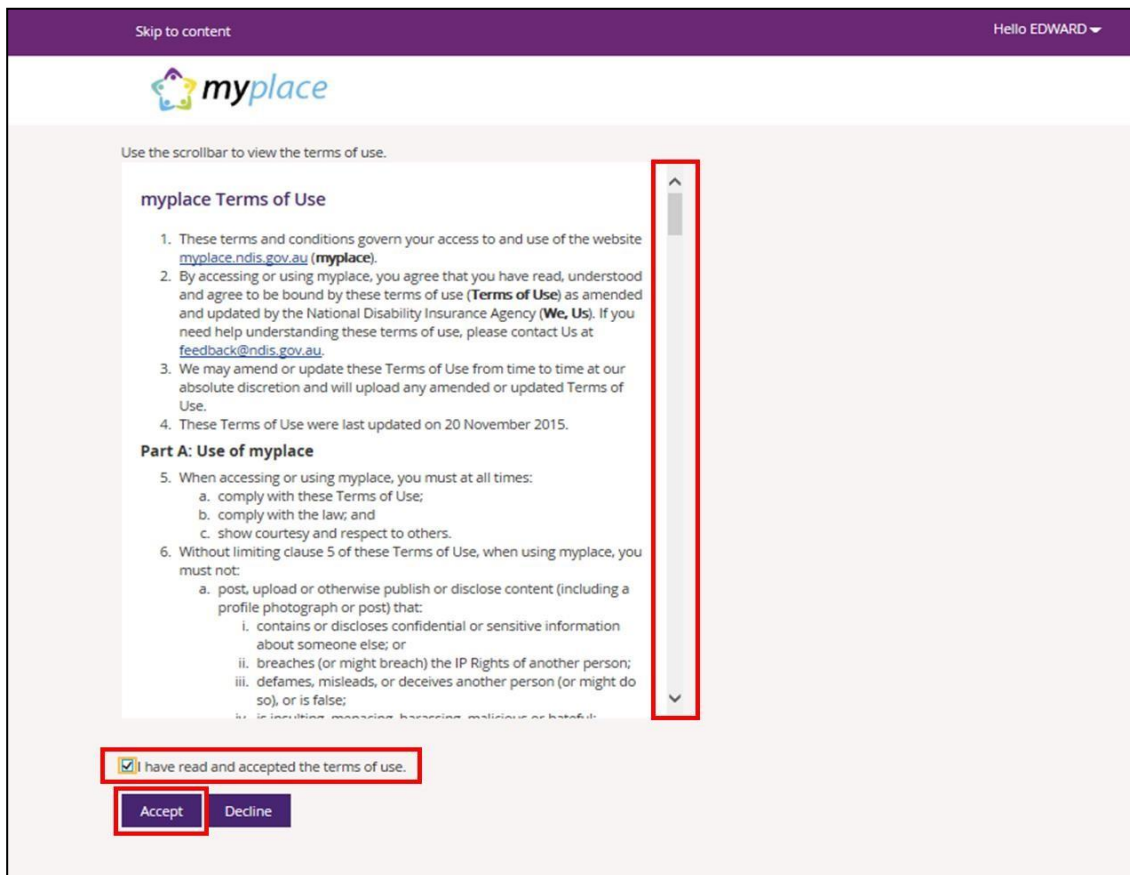 Skip to content
Hello EDWARD
myplace
Use the scrollbar to view the terms of use.
myplace Terms of Use
1. These terms and conditions govern your access to and use of the website
myplace.ndis.gov.au (myplace).
2. By accessing or using myplace, you agree that you have read, understood
and agree to be bound by these terms of use (Terms of Use) as amended
and updated by the National Disability Insurance Agency (We, Us). If you
need help understanding these terms of use, please contact Us at
feedback@ndis.gov.au.
3. We may amend or update these Terms of Use from time to time at our
absolute discretion and will upload any amended or updated Terms of
Use.
4. These Terms of Use were last updated on 20 November 2015.
Part A: Use of myplace
5. When accessing or using myplace, you must at all times:
a. comply with these Terms of Use;
b. comply with the law; and
c. show courtesy and respect to others.
6. Without limiting clause 5 of these Terms of Use, when using myplace, you
must not:
a. post, upload or otherwise publish or disclose content (including a
profile photograph or post) that:
i. contains or discloses confidential or sensitive information
about someone else; or
ii. breaches (or might breach) the IP Rights of another person;
iii. defames, misleads, or deceives another person (or might do
so), or is false;
iv. is insulting, menacing, harassing, malicious or hateful;
I have read and accepted the terms of use.
Accept
Decline